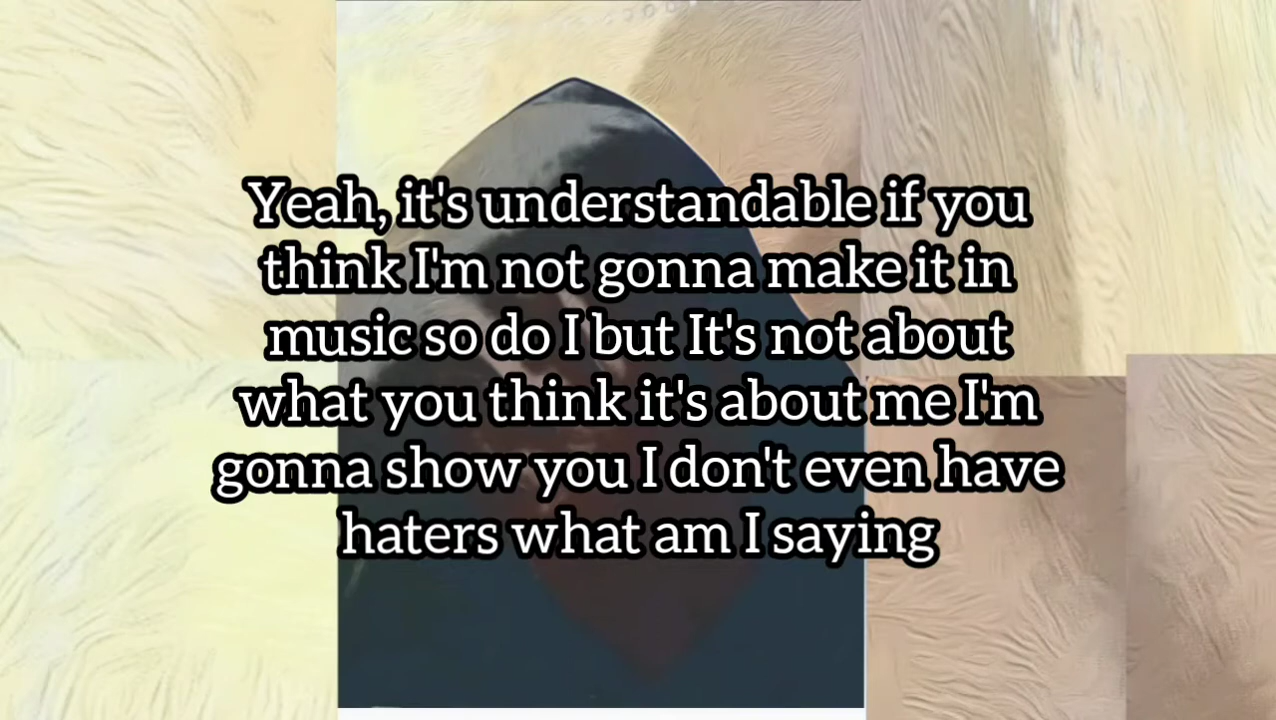 Yeah, it's understandable if you
think I'm not gonna make it in
music so do I but It's not about
what you think it's about me I'm
gonna show you I don't even have
haters what am I saying